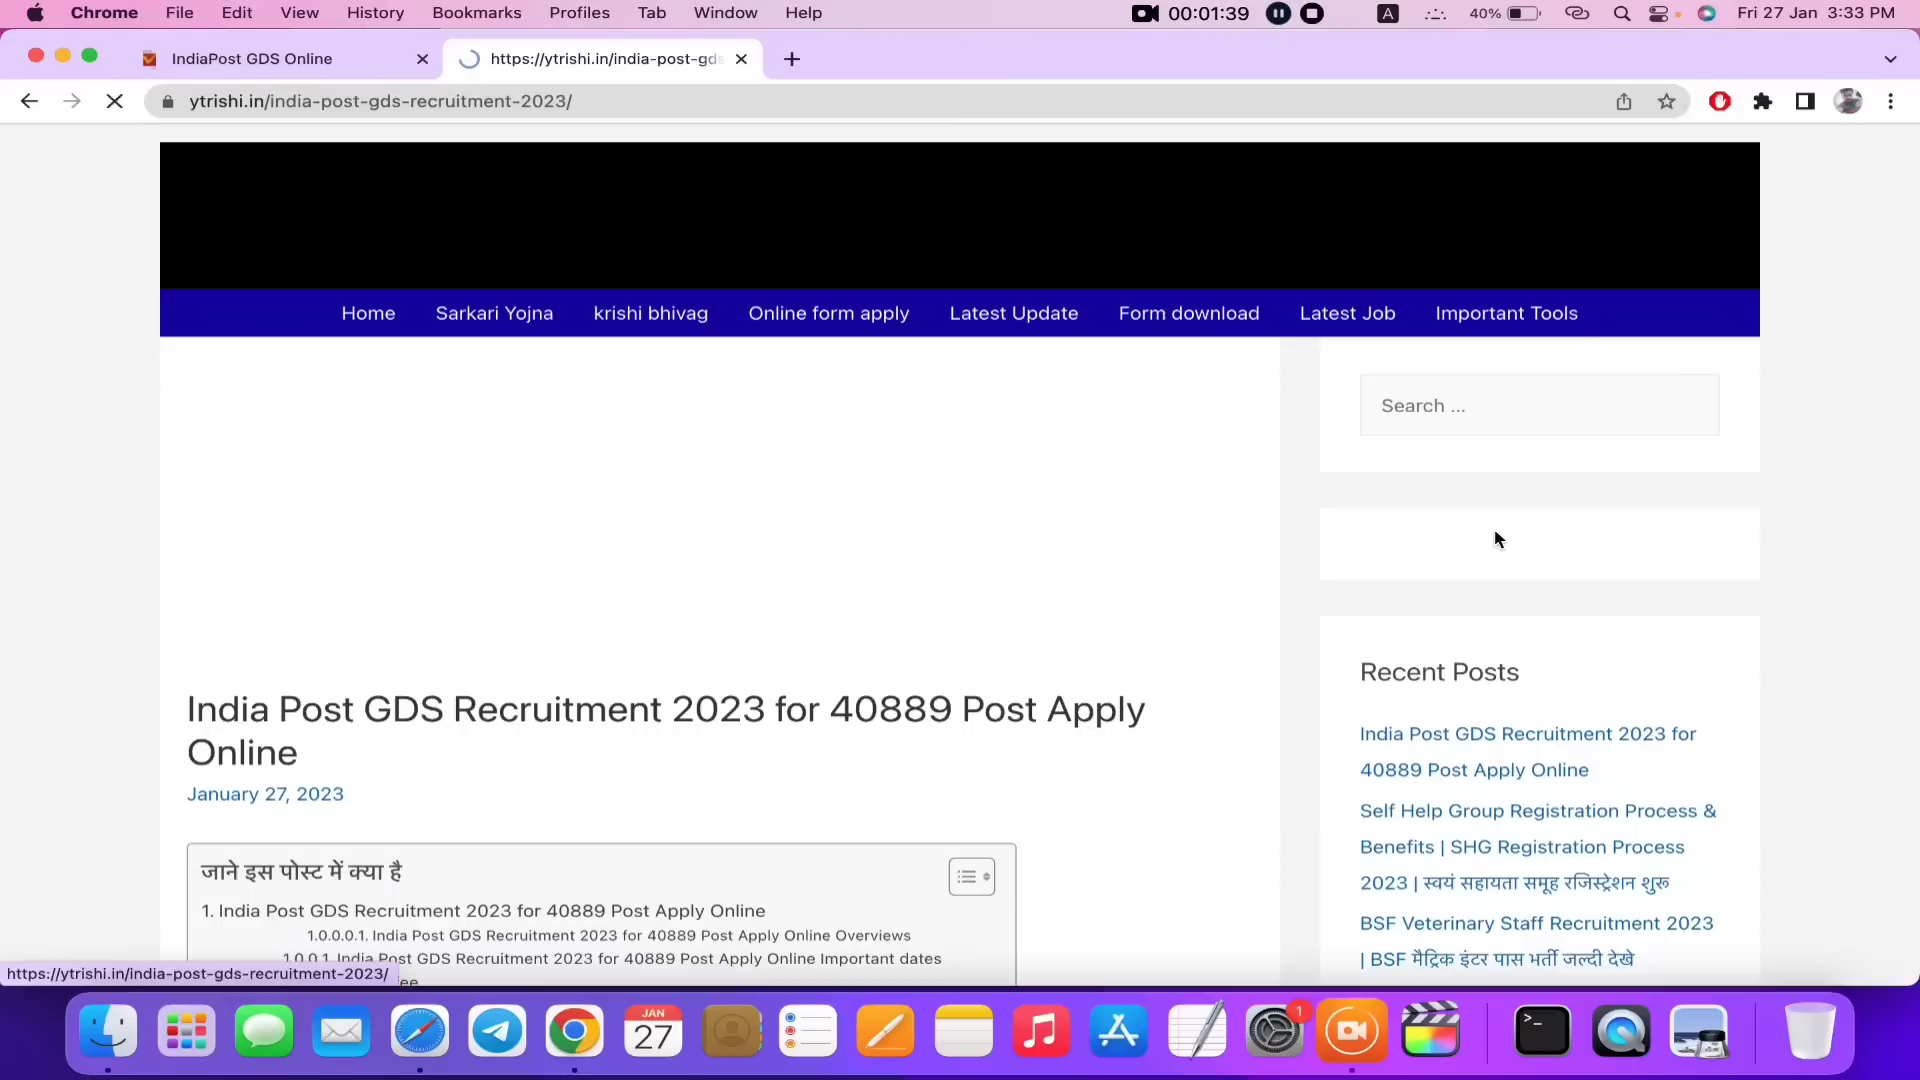 Chrome File Edit View History Bookmarks Profiles Tab Window Help 00:01:39 A 40% Fri 27 Jan 3:33 PM
IndiaPost GDS Online https://ytrishi.in/india-post-gds
ytrishi.in/india-post-gds-recruitment-2023/
Home Sarkari Yojna krishi bhivag Online form apply Latest Update Form download Latest Job Important Tools
Search ...
India Post GDS Recruitment 2023 for 40889 Post Apply
Online
January 27, 2023
जाने इस पोस्ट में क्या है
1. India Post GDS Recruitment 2023 for 40889 Post Apply Online
1.0.0.0.1. India Post GDS Recruitment 2023 for 40889 Post Apply Online Overviews
1.0.0.1. India Post GDS Recruitment 2023 for 40889 Post Apply Online Important dates
ee
Recent Posts
India Post GDS Recruitment 2023 for
40889 Post Apply Online
Self Help Group Registration Process &
Benefits | SHG Registration Process
2023 | स्वयं सहायता समूह रजिस्ट्रेशन शुरू
BSF Veterinary Staff Recruitment 2023
| BSF मैट्रिक इंटर पास भर्ती जल्दी देखे
https://ytrishi.in/india-post-gds-recruitment-2023/
JAN
27
1
>_